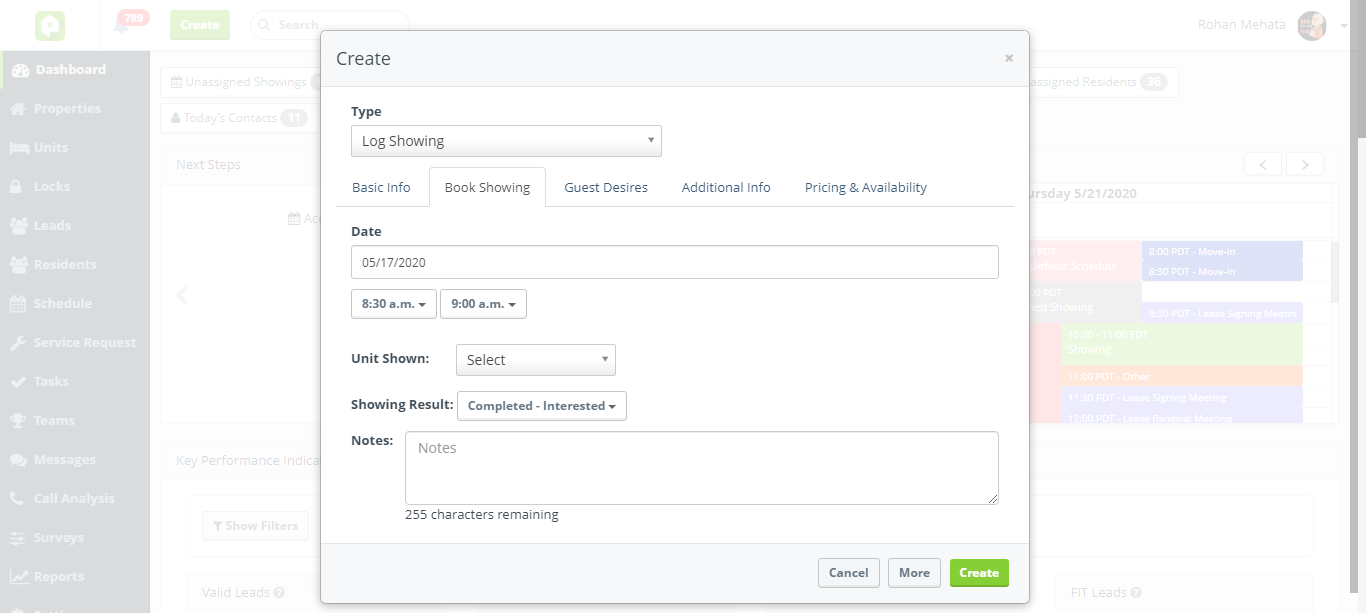 789
Create
Search
Rohan Mehata
Dashboard
Properties
Units
Locks
Leads
Residents
Schedule
Service Request
Tasks
Teams
Messages
Call Analysis
Surveys
Reports
Unassigned Showings
assigned Residents 36
Today's Contacts 11
Next Steps
Key Performance Indica
Show Filters
Valid Leads
FIT Leads
Create
×
Type
Log Showing
Basic Info
Book Showing
Guest Desires
Additional Info
Pricing & Availability
Date
05/17/2020
8:30 a.m.
9:00 a.m.
Unit Shown:
Select
Showing Result:
Completed - Interested
Notes:
Notes
255 characters remaining
Cancel
More
Create
ursday 5/21/2020
PDT
Default Schedule
8:00 PDT - Move-in
8:30 PDT - Move-in
00 PDT
ed Showing
9:30 PDT - Lease Signing Meetin
10:00 - 11:00 EDT
Showing
11:00 PDT - Other
11:30 PDT - Lease Signing Meeting
12:00 PDT - Lease Renewal Meeting